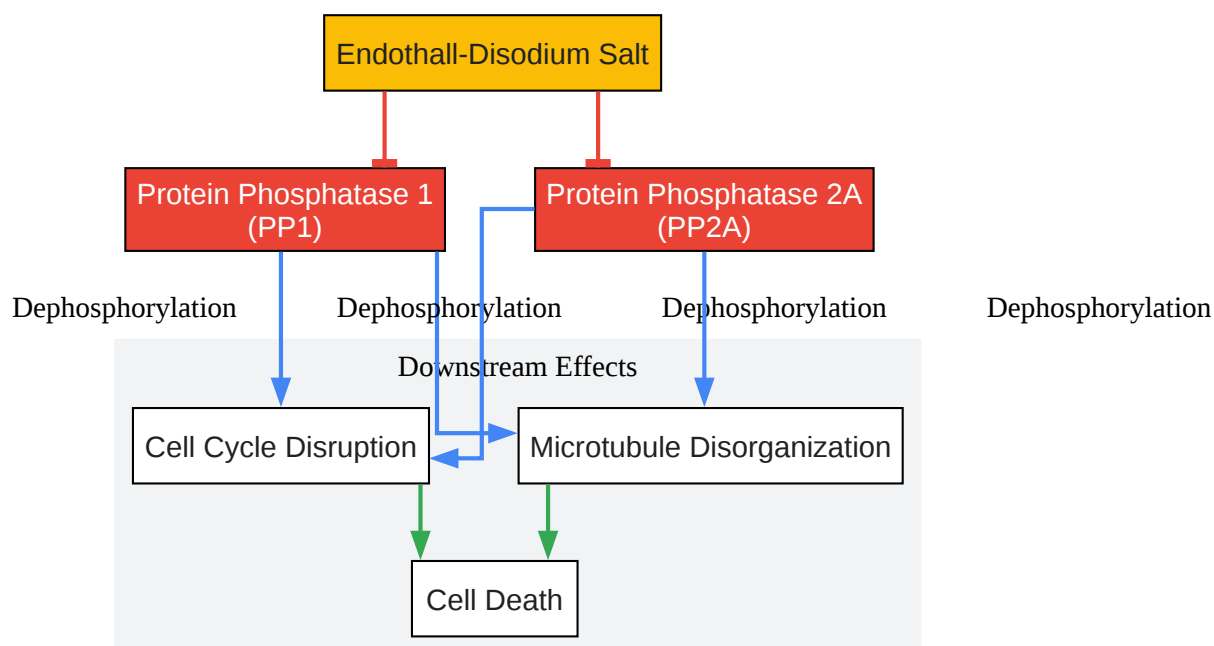 Endothall-Disodium Salt
Protein Phosphatase 1
(PP1)
Protein Phosphatase 2A
(PP2A)
Dephosphorylation
Dephosphorylation
Dephosphorylation
Dephosphorylation
Downstream Effects
Cell Cycle Disruption
Microtubule Disorganization
Cell Death